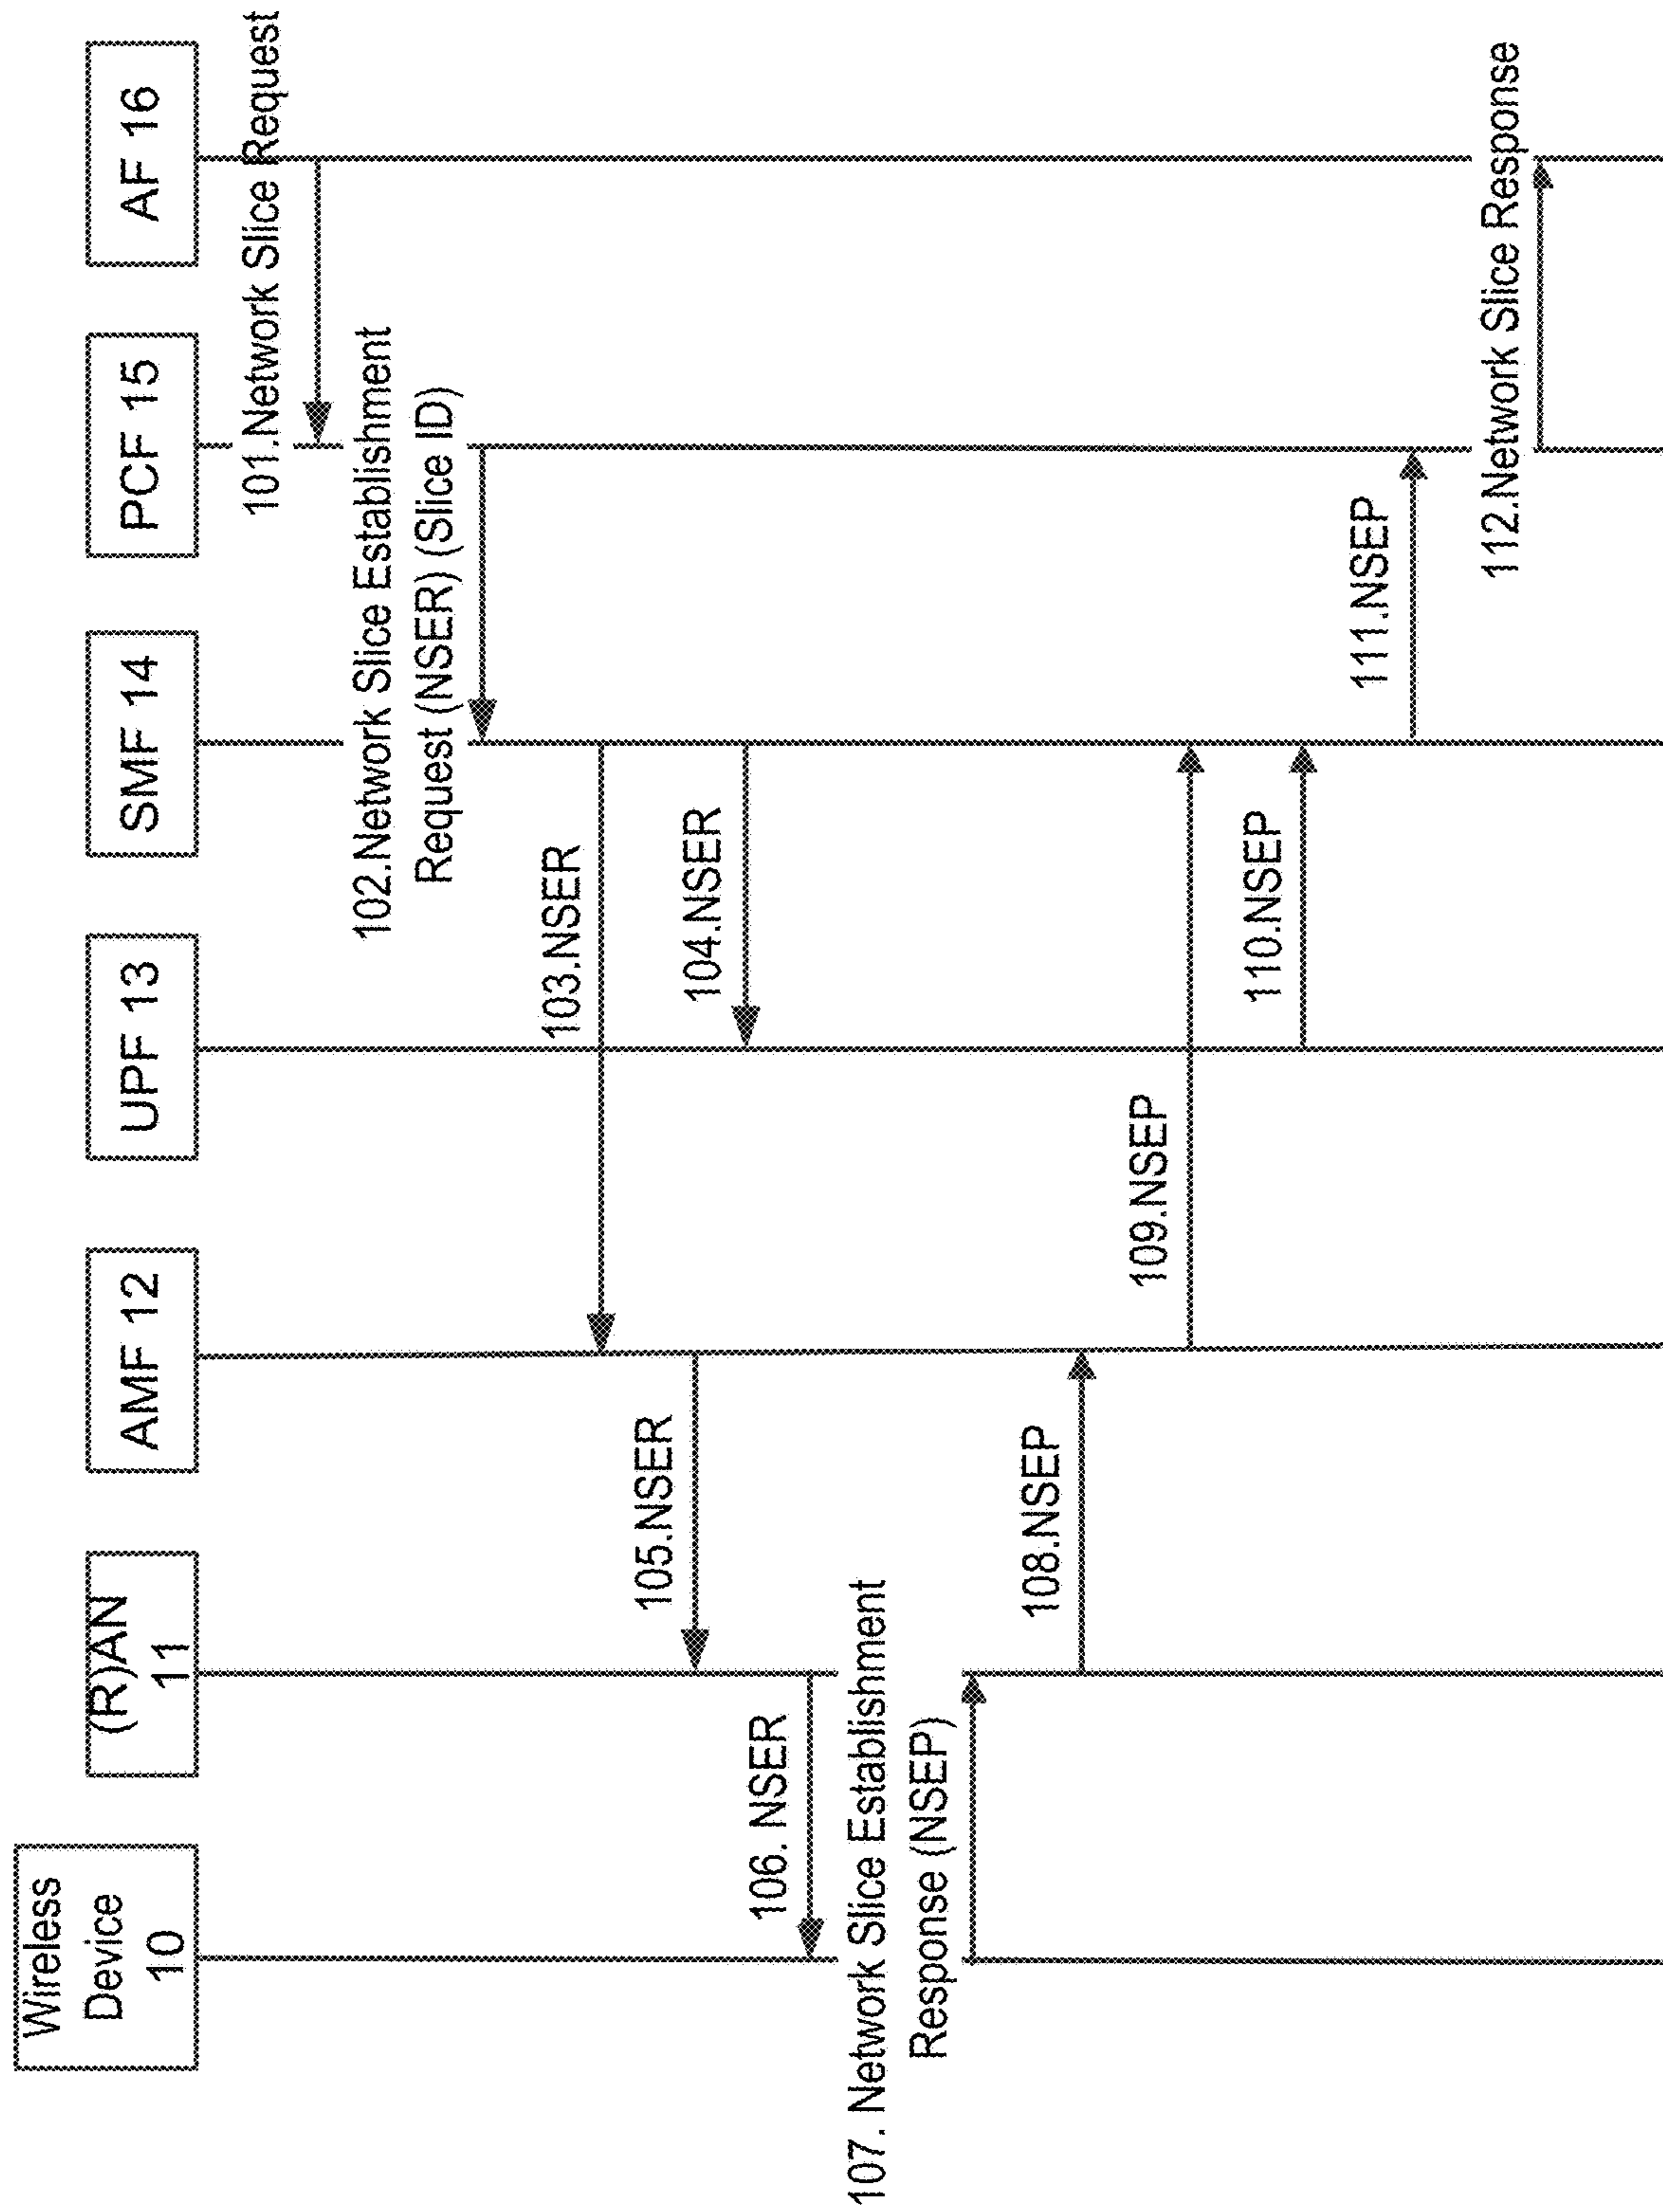 Wireless
Device
10
(R)AN
11
AMF 12
UPF 13
SMF 14
PCF 15
AF 16
101.Network Slice Request
102.Network Slice Establishment
Request (NSER) (Slice ID)
103.NSER
104.NSER
105.NSER
106. NSER
107. Network Slice Establishment
Response (NSEP)
108.NSEP
109.NSEP
110.NSEP
111.NSEP
112.Network Slice Response